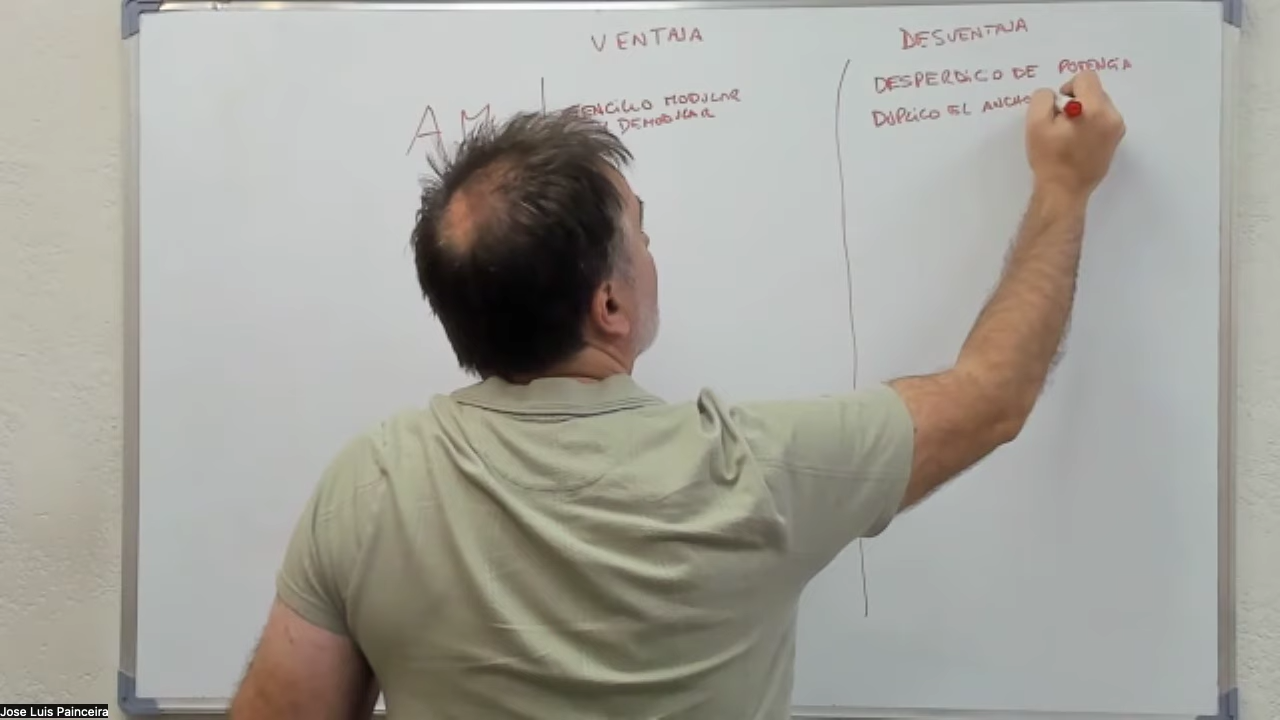 VENTAJA
DESVENTAJA
AM
SENCILLO MODULAR
DEMODULAR
DESPERDICIO DE POTENCIA
DUPLICO EL ANCHO
Jose Luis Painceira